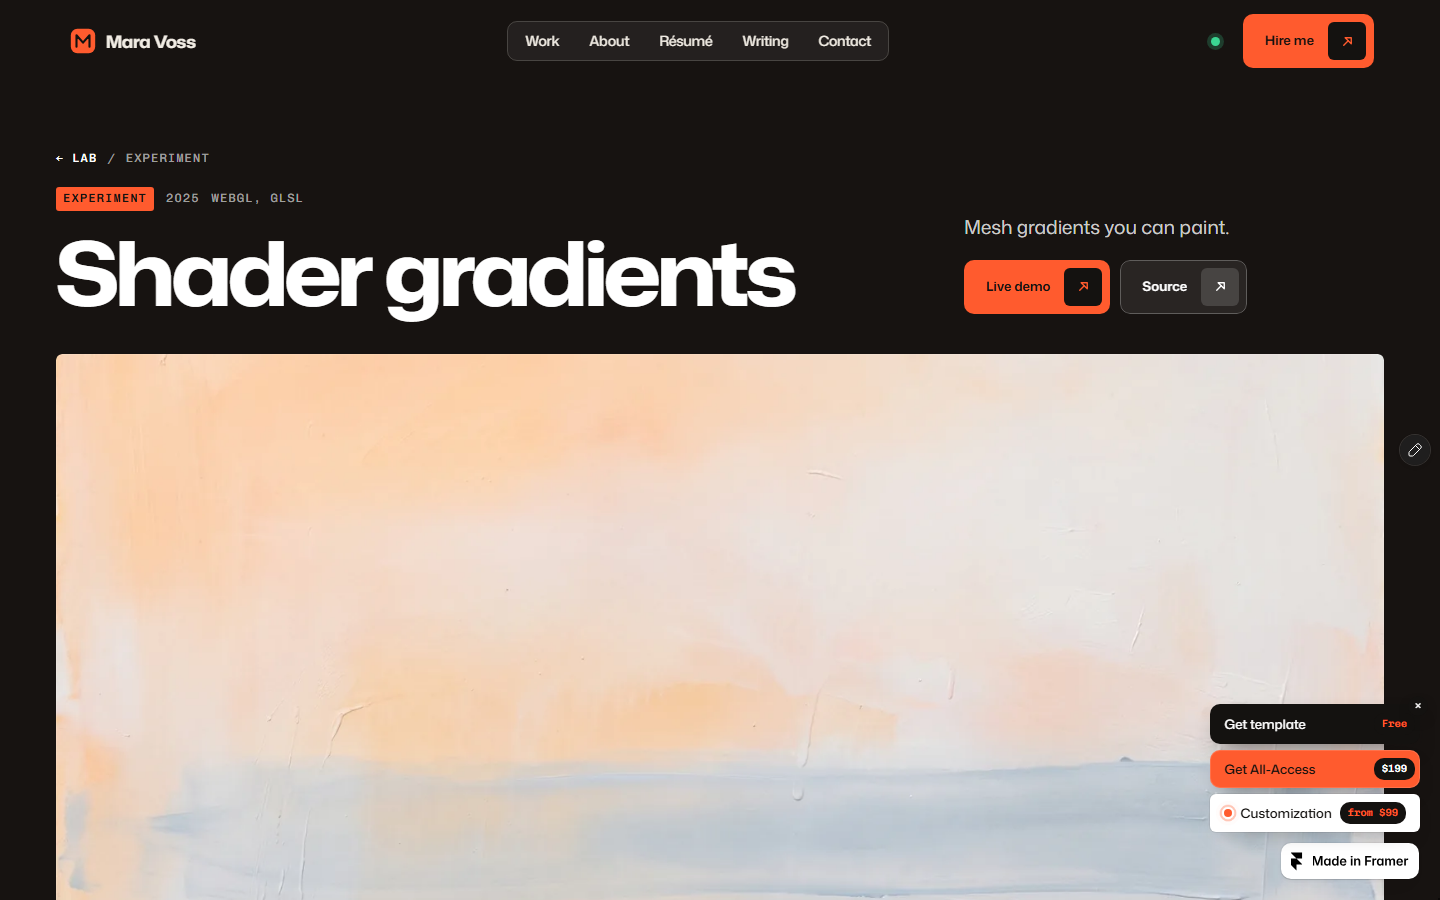 Mara Voss
Work About Résumé Writing Contact
Hire me
← LAB / EXPERIMENT
EXPERIMENT 2025 WEBGL, GLSL
Shader gradients
Mesh gradients you can paint.
Live demo
Source
Get template Free
Get All-Access $199
Customization from $99
Made in Framer